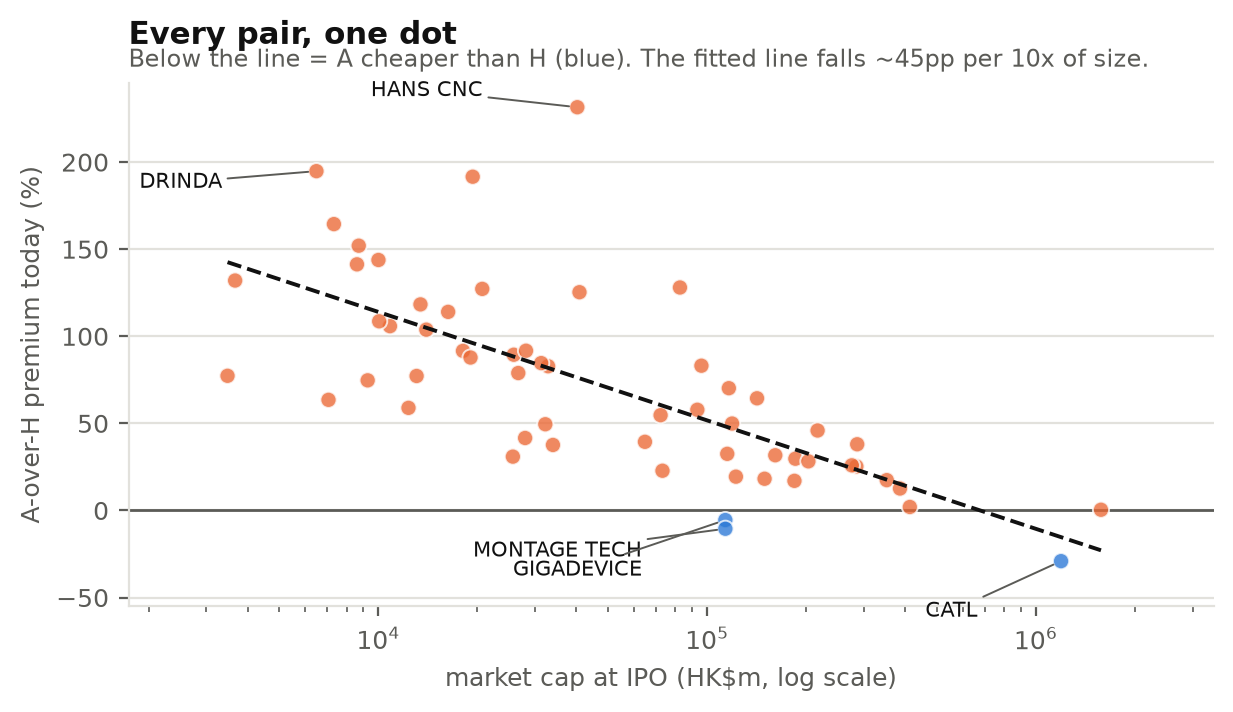 Every pair, one dot
Below the line = A cheaper than H (blue). The fitted line falls ~45pp per 10x of size.
HANS CNC
DRINDA
MONTAGE TECH
GIGADEVICE
CATL
A-over-H premium today (%)
200
150
100
50
0
−50
10⁴
10⁵
10⁶
market cap at IPO (HK$m, log scale)